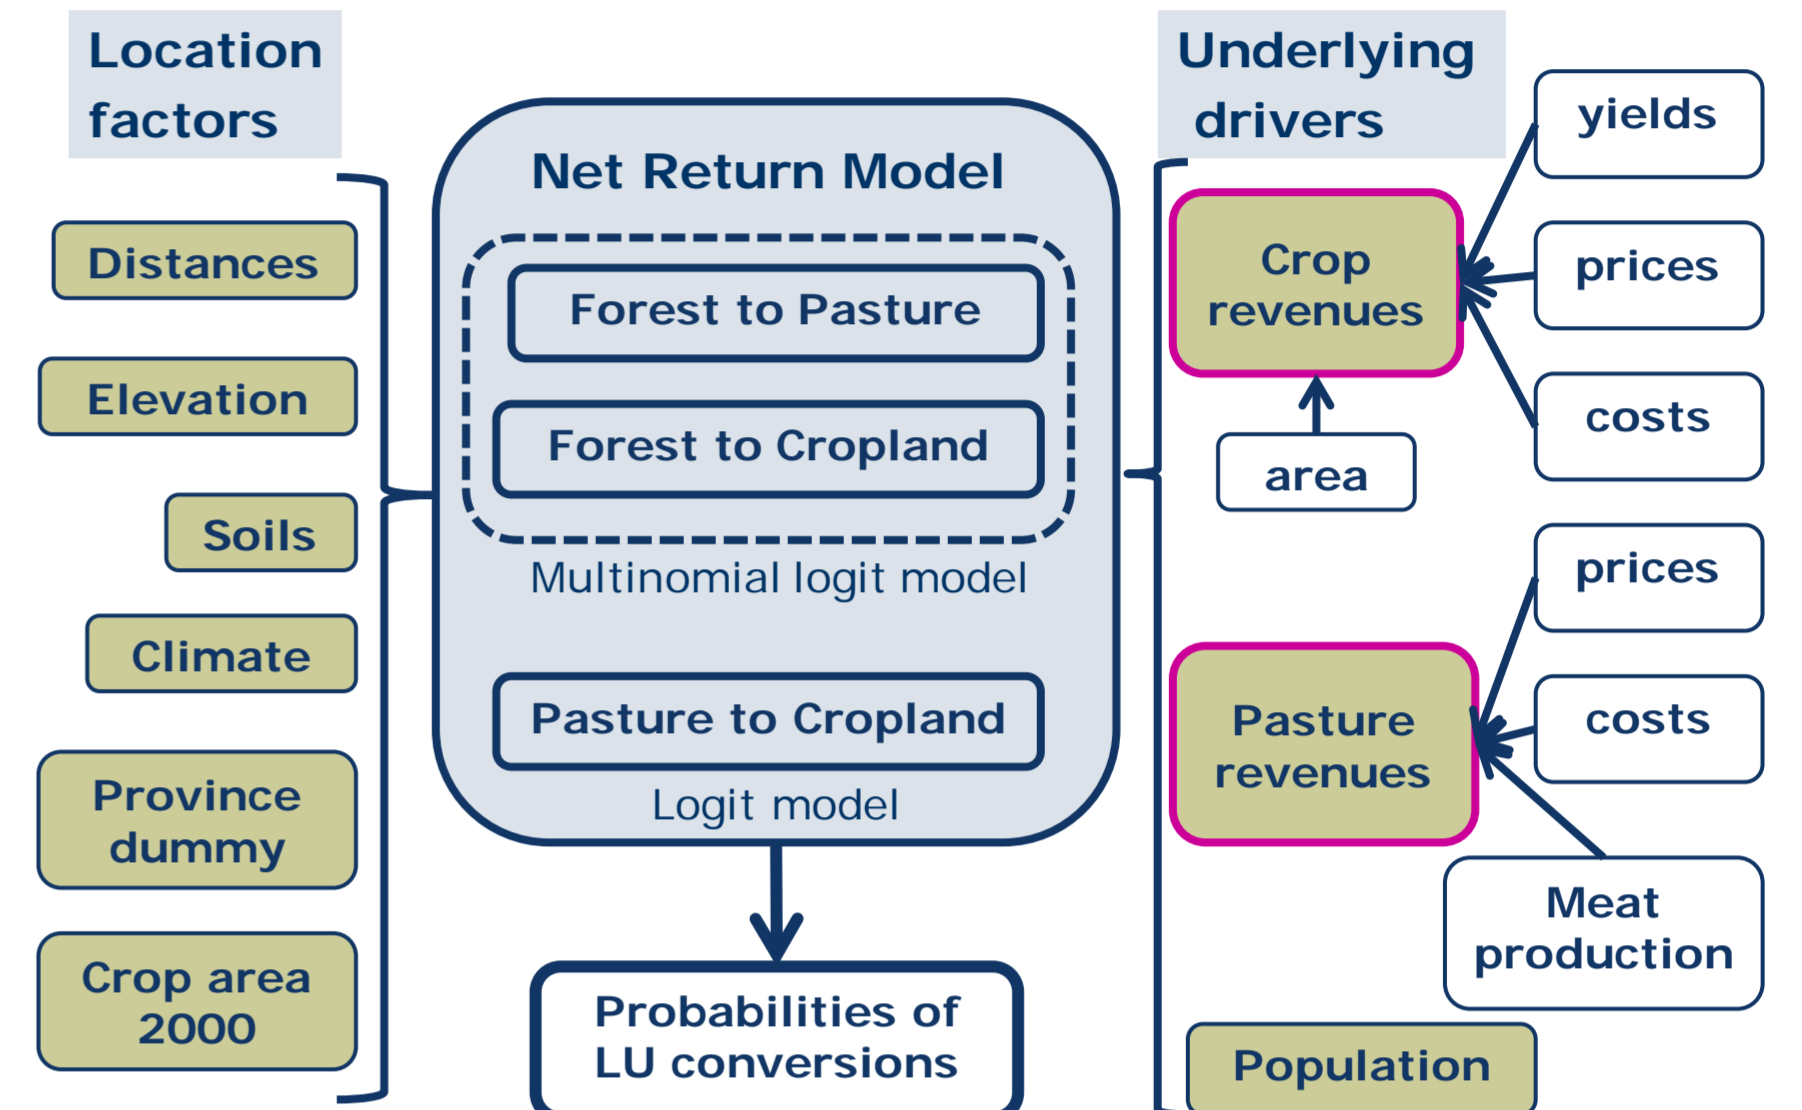 Location
factors
Distances
Elevation
Soils
Climate
Province
dummy
Crop area
2000
Net Return Model
Forest to Pasture
Forest to Cropland
Multinomial logit model
Pasture to Cropland
Logit model
Probabilities of
LU conversions
Underlying
drivers
Crop
revenues
area
yields
prices
costs
Pasture
revenues
prices
costs
Meat
production
Population